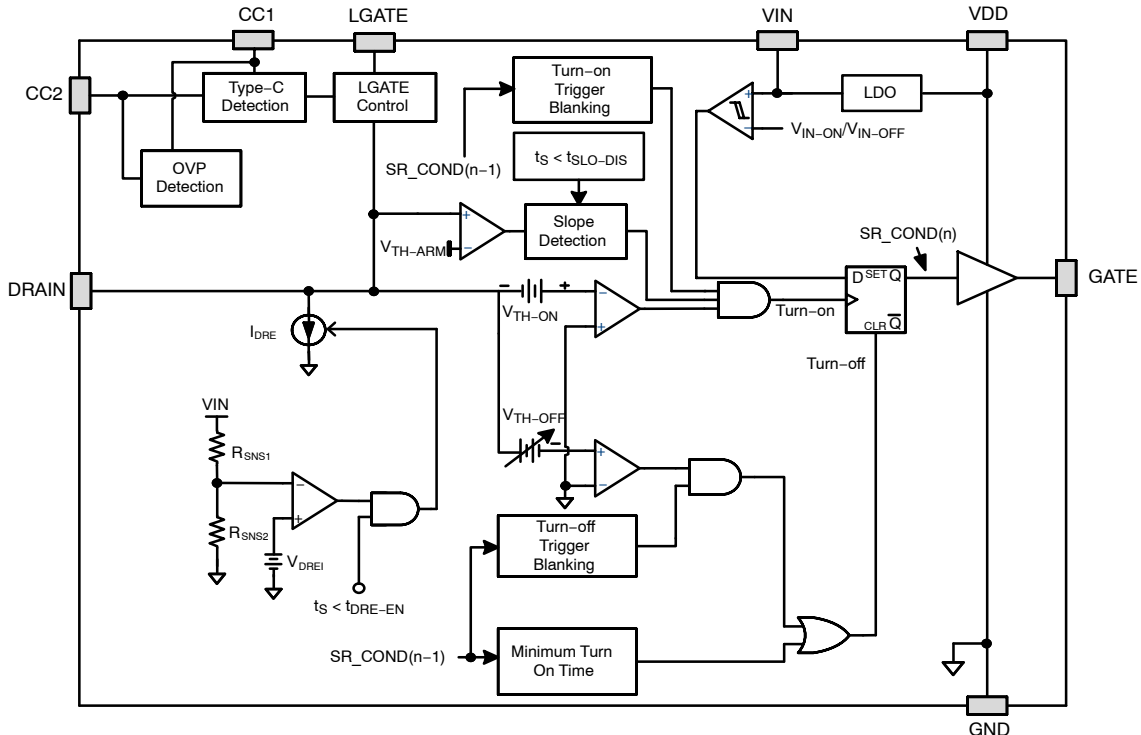 CC1
LGATE
VIN
VDD
CC2
Type−C
Detection
LGATE
Control
Turn−on
Trigger
Blanking
LDO
VIN−ON/VIN−OFF
OVP
Detection
SR_COND(n−1)
tS < tSLO−DIS
Slope
Detection
VTH−ARM
+
−
+
−
SR_COND(n)
DRAIN
− +
VTH−ON
−
+
Turn−on
D SET Q
CLR Q
GATE
IDRE
Turn−off
VIN
RSNS1
VTH−OFF
−
+
−
−
+
RSNS2
VDREI
Turn−off
Trigger
Blanking
tS < tDRE−EN
SR_COND(n−1)
Minimum Turn
On Time
GND